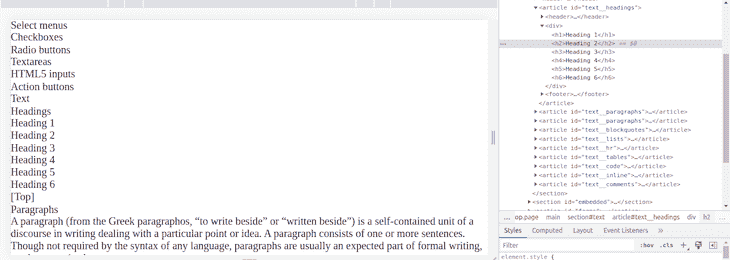 Select menus
Checkboxes
Radio buttons
Textareas
HTML5 inputs
Action buttons
Text
Headings
Heading 1
Heading 2
Heading 3
Heading 4
Heading 5
Heading 6
[Top]
Paragraphs
A paragraph (from the Greek paragraphos, “to write beside” or “written beside”) is a self-contained unit of a
discourse in writing dealing with a particular point or idea. A paragraph consists of one or more sentences.
Though not required by the syntax of any language, paragraphs are usually an expected part of formal writing,
▼<article id="text__headings">
▶<header>…</header>
▼<div>
<h1>Heading 1</h1>
… <h2>Heading 2</h2> == $0
<h3>Heading 3</h3>
<h4>Heading 4</h4>
<h5>Heading 5</h5>
<h6>Heading 6</h6>
</div>
▶<footer>…</footer>
</article>
▶<article id="text__paragraphs">…</article>
▶<article id="text__paragraphs">…</article>
▶<article id="text__blockquotes">…</article>
▶<article id="text__lists">…</article>
▶<article id="text__hr">…</article>
▶<article id="text__tables">…</article>
▶<article id="text__code">…</article>
▶<article id="text__inline">…</article>
▶<article id="text__comments">…</article>
</section>
▶<section id="embedded">…</section>
… op.page main section#text article#text__headings div h2 …
Styles Computed Layout Event Listeners »
Filter :hov .cls +
element.style {